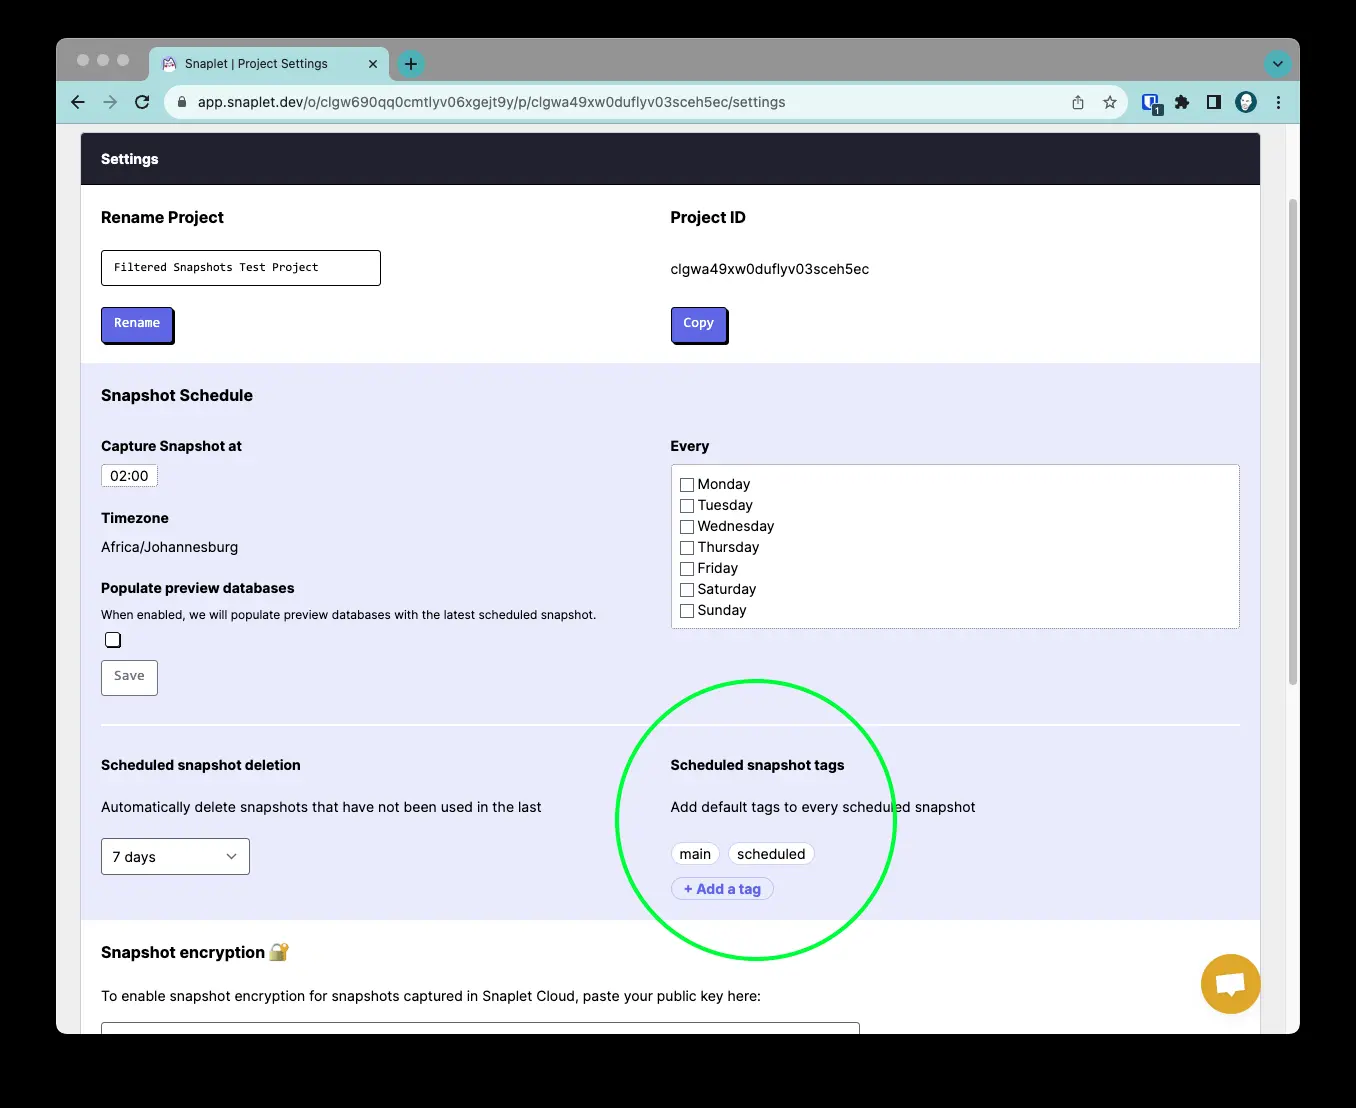 Snaplet | Project Settings
app.snaplet.dev/o/clgw690qq0cmtlyv06xgejt9y/p/clgwa49xw0duflyv03sceh5ec/settings
1
Settings
Rename Project
Filtered Snapshots Test Project
Rename
Project ID
clgwa49xw0duflyv03sceh5ec
Copy
Snapshot Schedule
Capture Snapshot at
02:00
Timezone
Africa/Johannesburg
Populate preview databases
When enabled, we will populate preview databases with the latest scheduled snapshot.
Save
Every
Monday
Tuesday
Wednesday
Thursday
Friday
Saturday
Sunday
Scheduled snapshot deletion
Automatically delete snapshots that have not been used in the last
7 days
Scheduled snapshot tags
Add default tags to every scheduled snapshot
main scheduled
+ Add a tag
Snapshot encryption 🔐
To enable snapshot encryption for snapshots captured in Snaplet Cloud, paste your public key here: